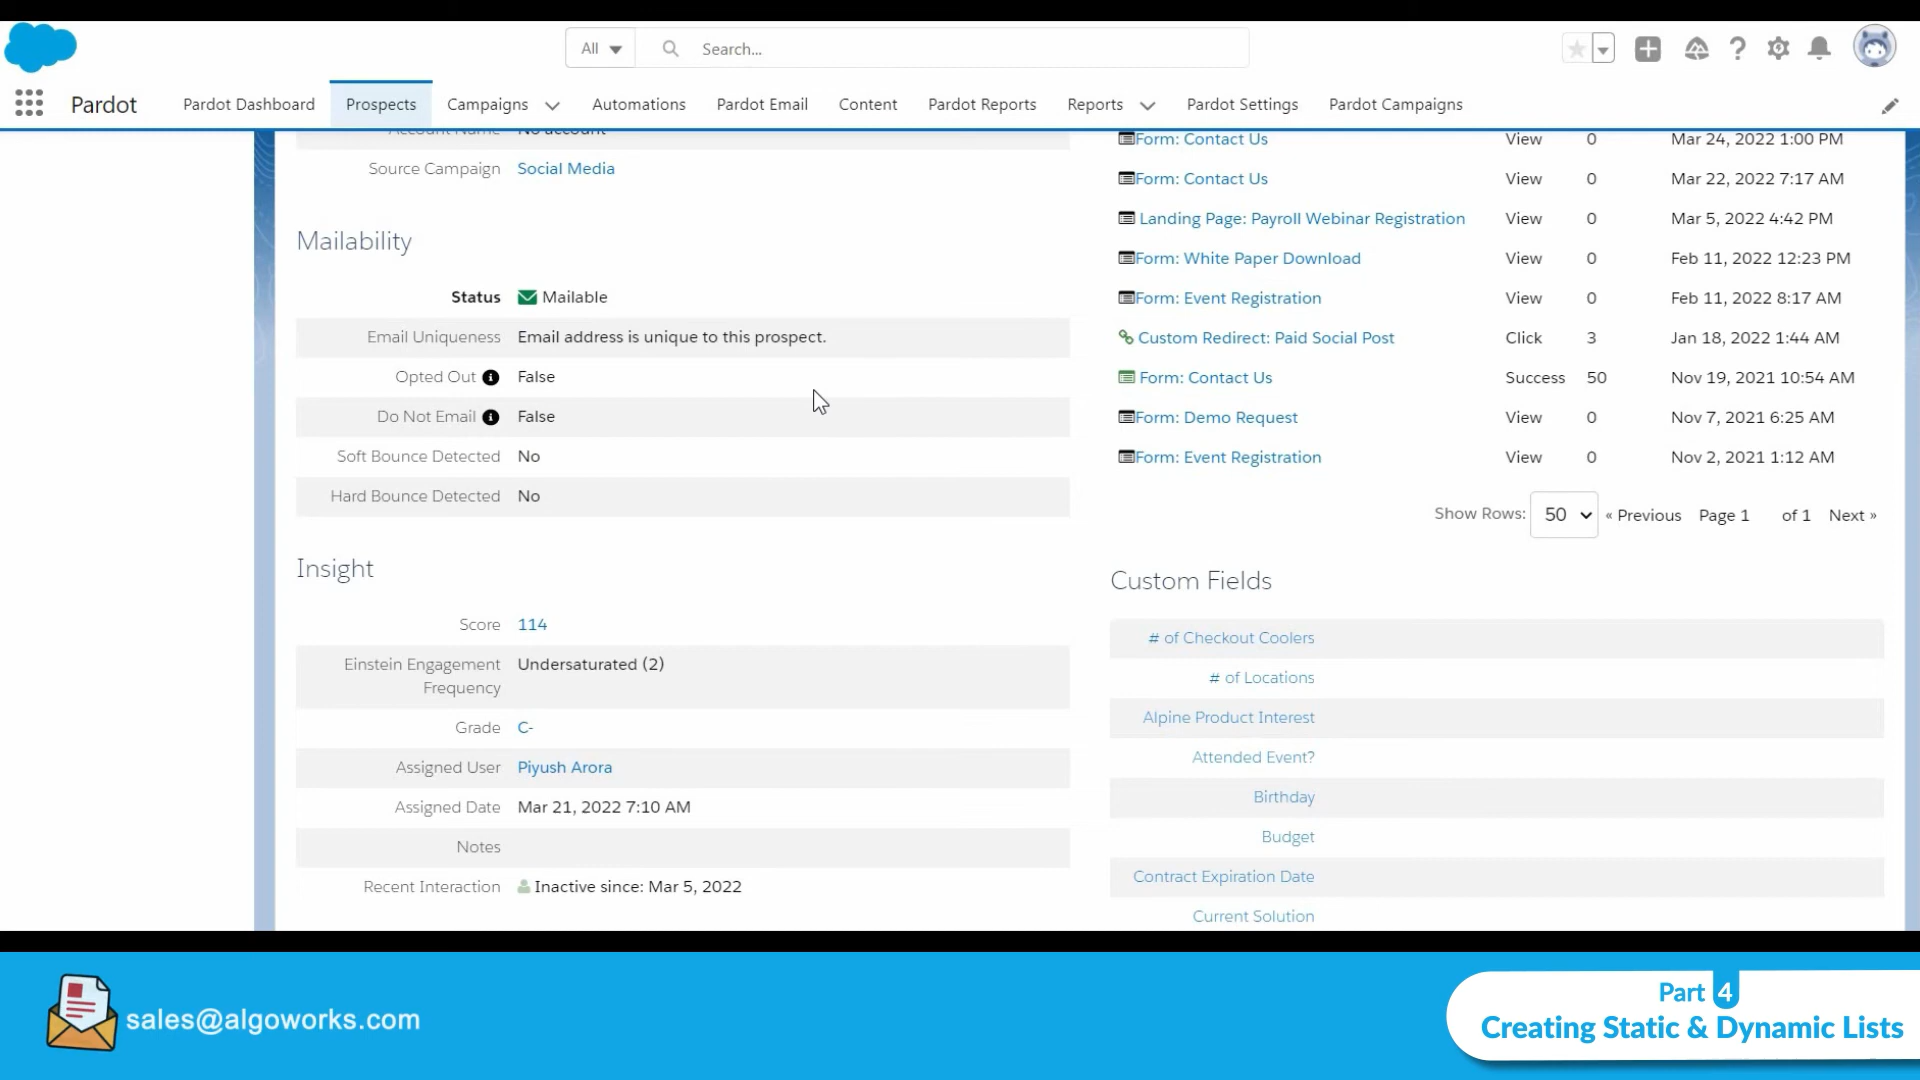 All
Search...
Pardot
Pardot Dashboard
Prospects
Campaigns
Automations
Pardot Email
Content
Pardot Reports
Reports
Pardot Settings
Pardot Campaigns
Account Name No account
Source Campaign Social Media
Mailability
Status Mailable
Email Uniqueness Email address is unique to this prospect.
Opted Out False
Do Not Email False
Soft Bounce Detected No
Hard Bounce Detected No
Insight
Score 114
Einstein Engagement Undersaturated (2)
Frequency
Grade C-
Assigned User Piyush Arora
Assigned Date Mar 21, 2022 7:10 AM
Notes
Recent Interaction Inactive since: Mar 5, 2022
Form: Contact Us View 0 Mar 24, 2022 1:00 PM
Form: Contact Us View 0 Mar 22, 2022 7:17 AM
Landing Page: Payroll Webinar Registration View 0 Mar 5, 2022 4:42 PM
Form: White Paper Download View 0 Feb 11, 2022 12:23 PM
Form: Event Registration View 0 Feb 11, 2022 8:17 AM
Custom Redirect: Paid Social Post Click 3 Jan 18, 2022 1:44 AM
Form: Contact Us Success 50 Nov 19, 2021 10:54 AM
Form: Demo Request View 0 Nov 7, 2021 6:25 AM
Form: Event Registration View 0 Nov 2, 2021 1:12 AM
Show Rows: 50 « Previous Page 1 of 1 Next »
Custom Fields
# of Checkout Coolers
# of Locations
Alpine Product Interest
Attended Event?
Birthday
Budget
Contract Expiration Date
Current Solution
sales@algoworks.com
Part 4
Creating Static & Dynamic Lists